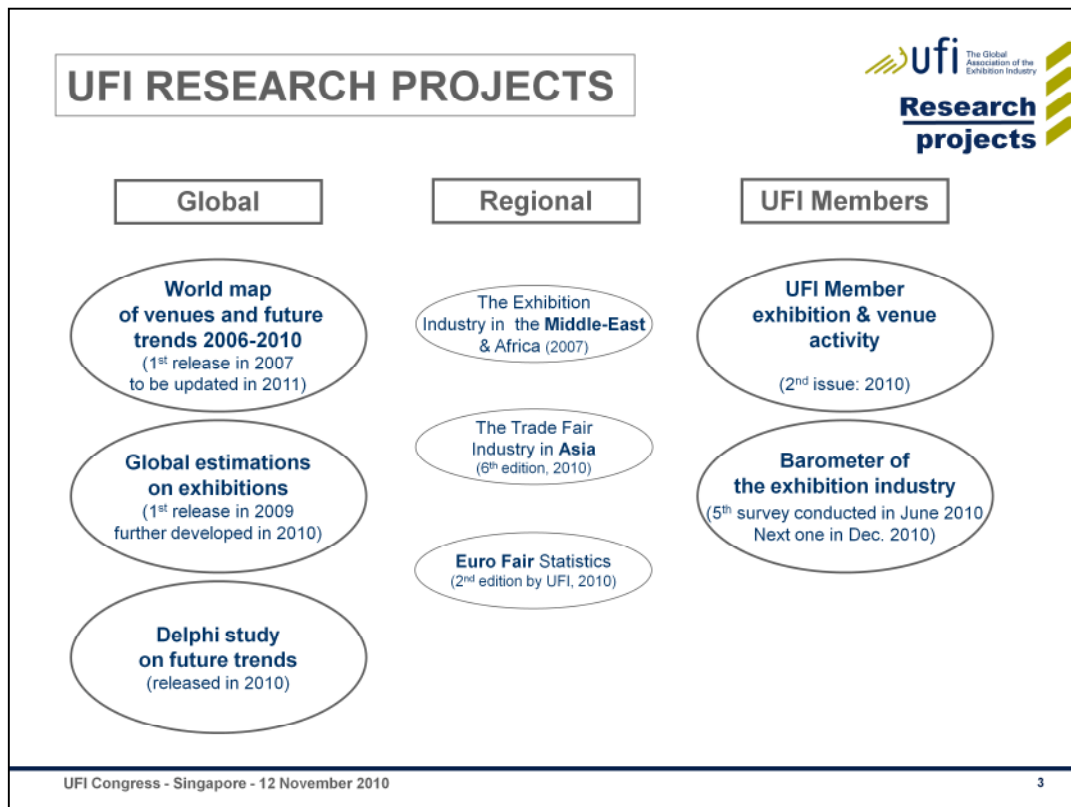 UFI RESEARCH PROJECTS
ufi
The Global
Association of the
Exhibition Industry
Research
projects
Global
World map
of venues and future
trends 2006-2010
(1st release in 2007
to be updated in 2011)
Global estimations
on exhibitions
(1st release in 2009
further developed in 2010)
Delphi study
on future trends
(released in 2010)
Regional
The Exhibition
Industry in the Middle-East
& Africa (2007)
The Trade Fair
Industry in Asia
(6th edition, 2010)
Euro Fair Statistics
(2nd edition by UFI, 2010)
UFI Members
UFI Member
exhibition & venue
activity
(2nd issue: 2010)
Barometer of
the exhibition industry
(5th survey conducted in June 2010
Next one in Dec. 2010)
UFI Congress - Singapore - 12 November 2010
3